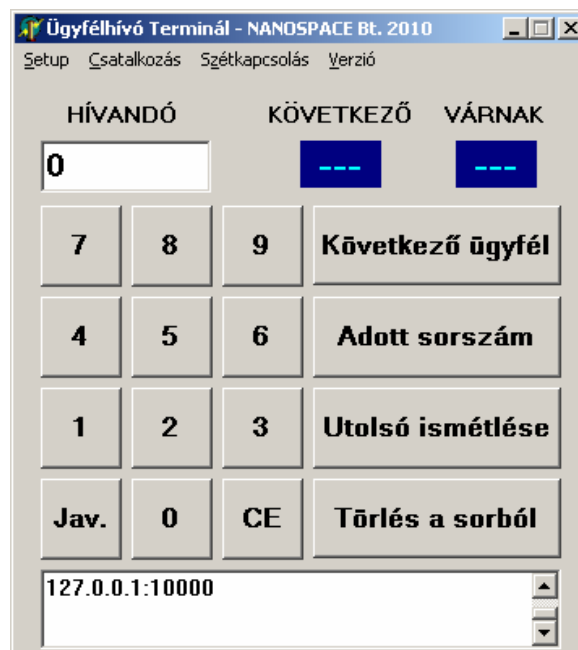 Ügyfélhívó Terminál - NANOSPACE Bt. 2010
Setup Csatalkozás Szétkapcsolás Verzió
HÍVANDÓ KÖVETKEZŐ VÁRNAK
0 --- ---
7 8 9 Következő ügyfél
4 5 6 Adott sorszám
1 2 3 Utolsó ismétlése
Jav. 0 CE Törlés a sorból
127.0.0.1:10000